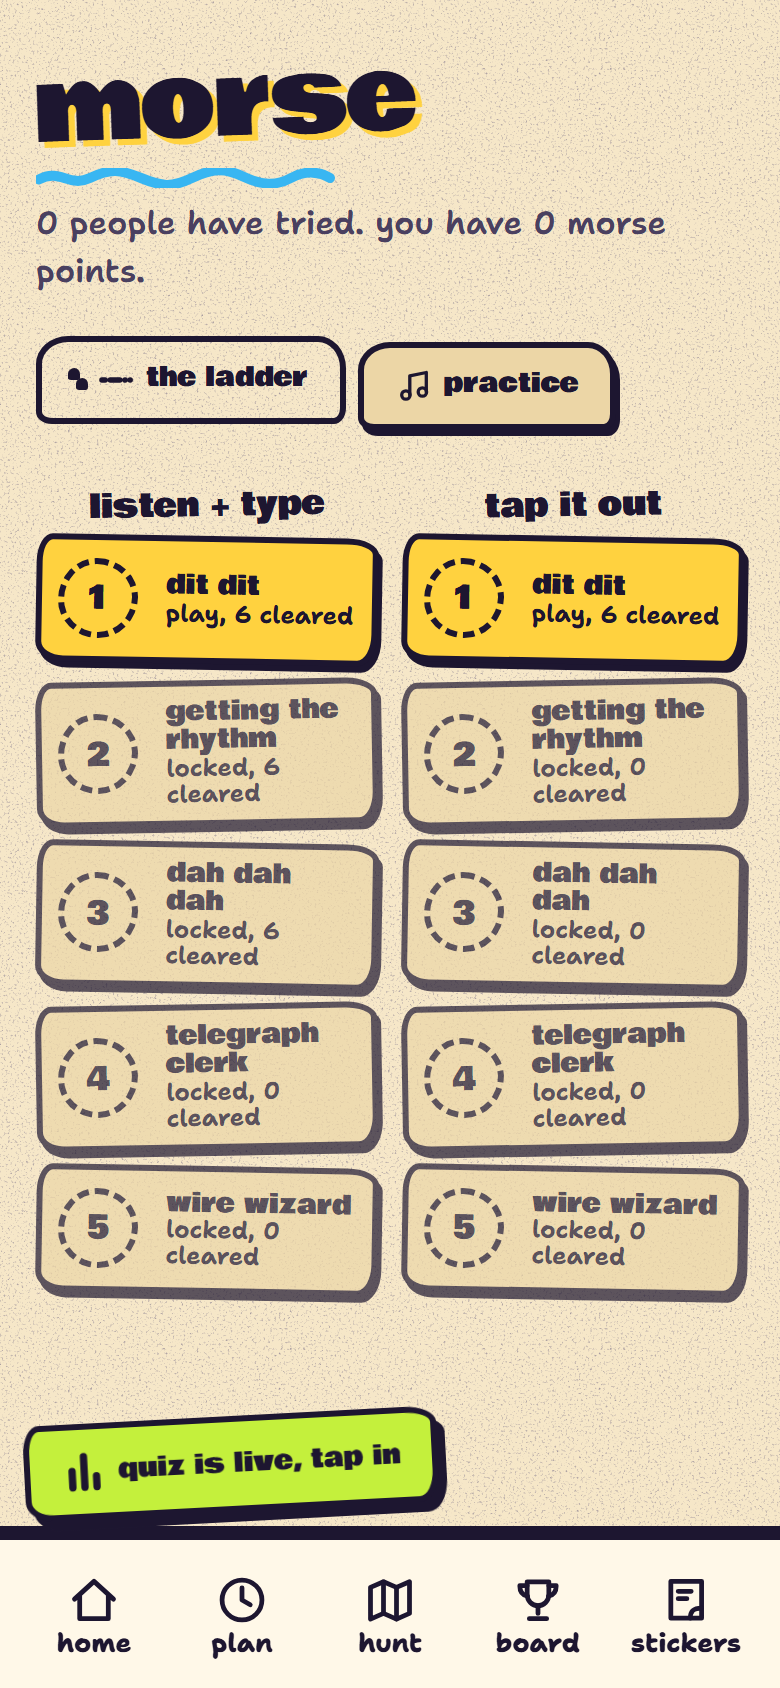 morse
0 people have tried. you have 0 morse
points.
the ladder
practice
listen + type
tap it out
1
dit dit
play, 6 cleared
1
dit dit
play, 6 cleared
2
getting the
rhythm
locked, 6
cleared
2
getting the
rhythm
locked, 0
cleared
3
dah dah
dah
locked, 6
cleared
3
dah dah
dah
locked, 0
cleared
4
telegraph
clerk
locked, 0
cleared
4
telegraph
clerk
locked, 0
cleared
5
wire wizard
locked, 0
cleared
5
wire wizard
locked, 0
cleared
quiz is live, tap in
home
plan
hunt
board
stickers